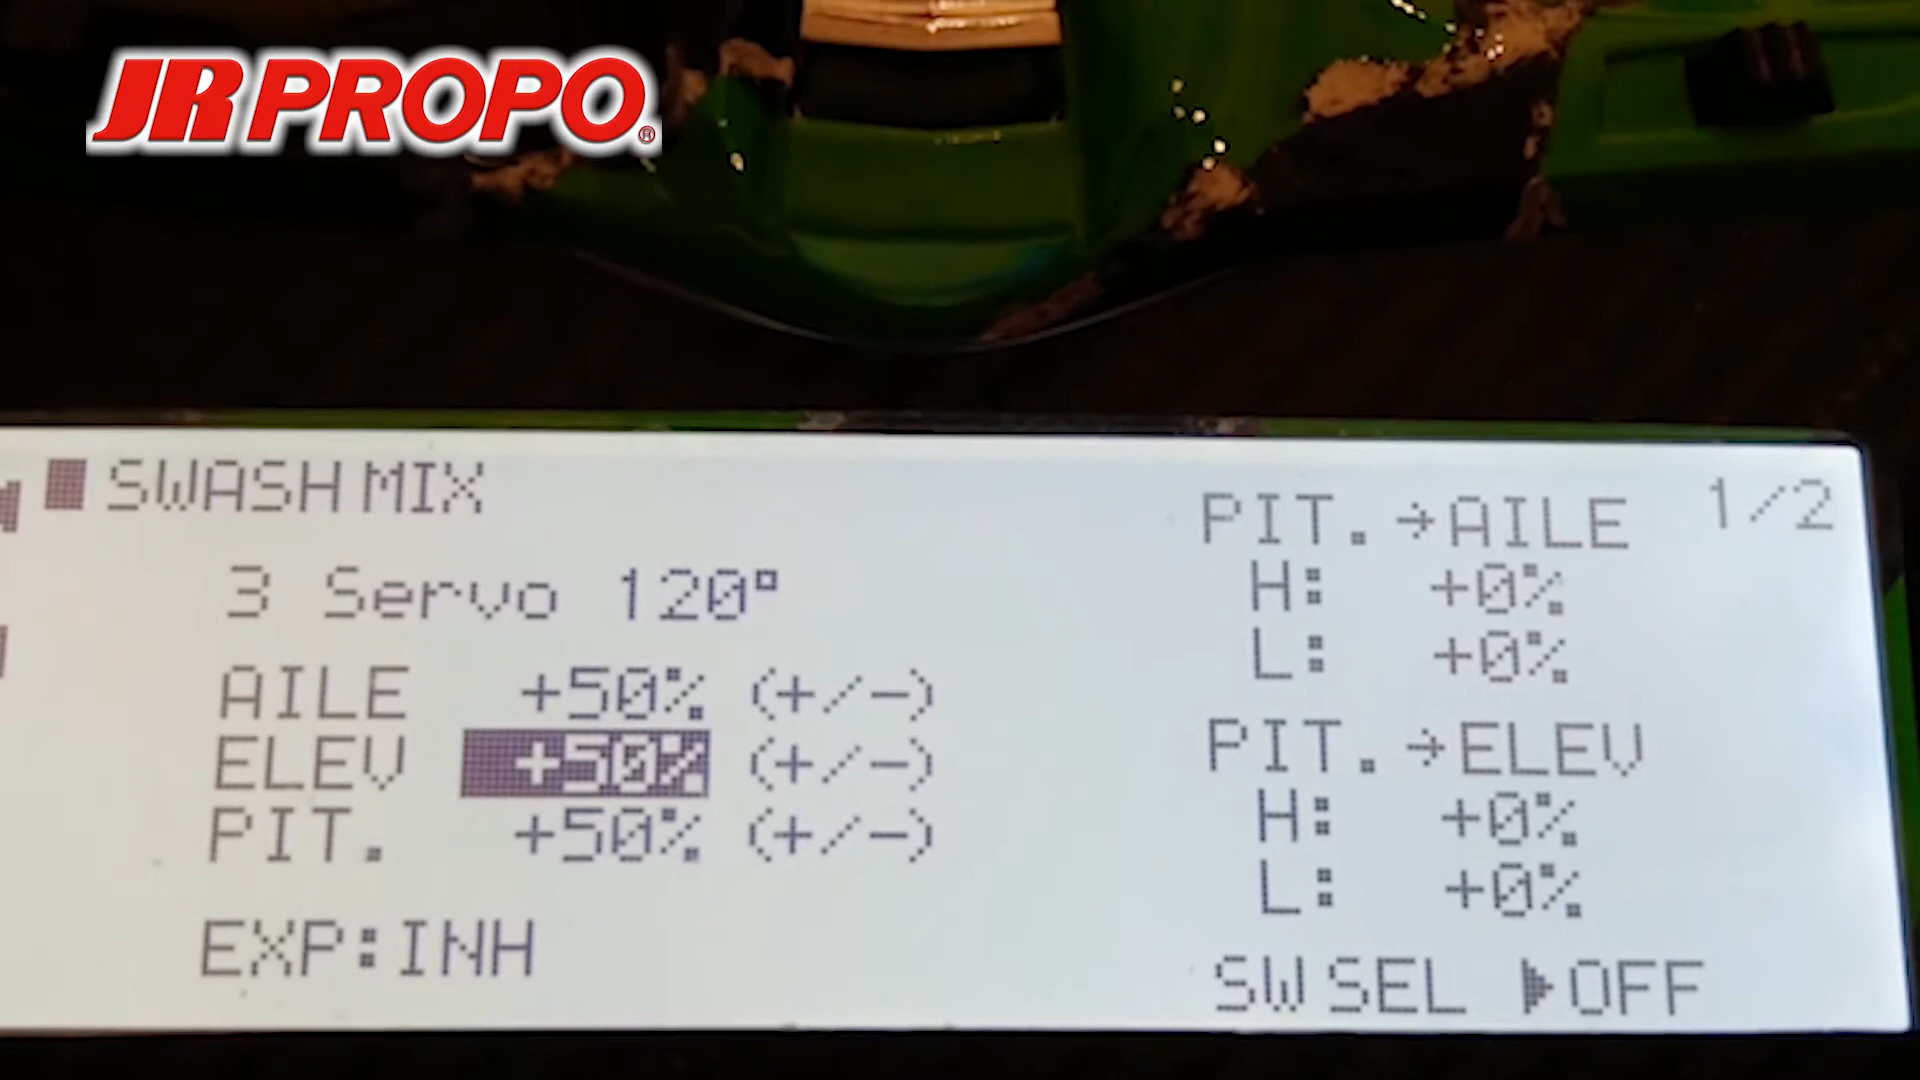 JR PROPO®
SWASH MIX
3 Servo 120°
AILE +50% (+/-)
ELEV +50% (+/-)
PIT. +50% (+/-)
EXP:INH
PIT.→AILE 1/2
H: +0%
L: +0%
PIT.→ELEV
H: +0%
L: +0%
SW SEL ▶OFF